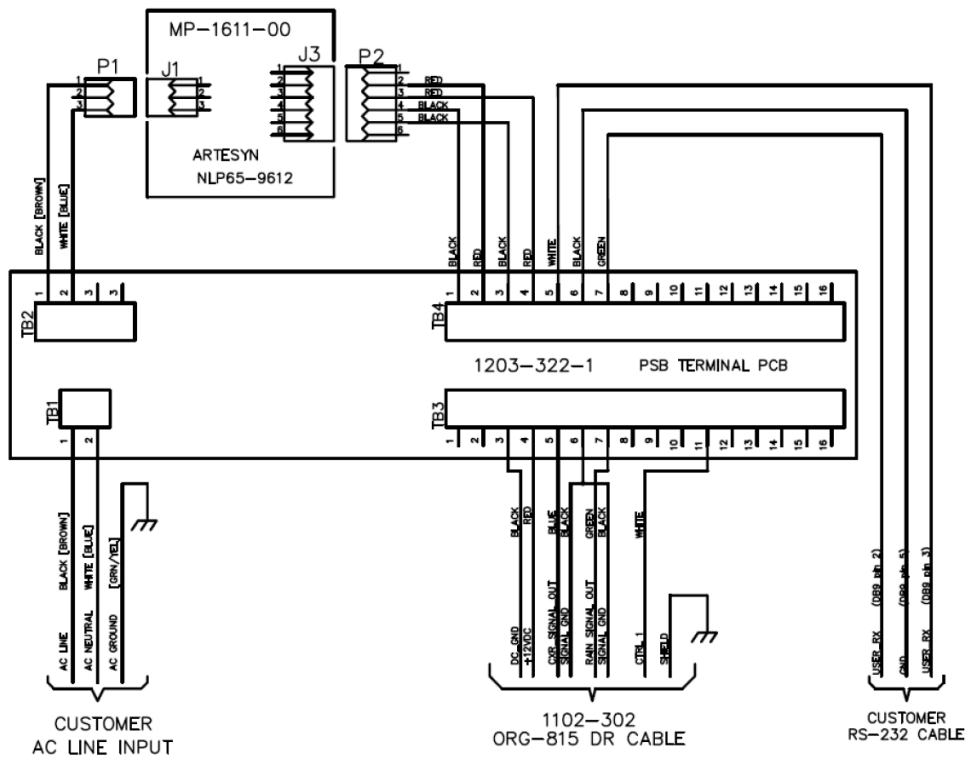 MP-1611-00
P1
J1
J3
P2
1
2
3
1
2
3
1
2
3
4
5
6
1
2
3
4
5
6
RED
RED
BLACK
BLACK
ARTESYN
NLP65-9612
BLACK [BROWN]
WHITE [BLUE]
BLACK
RED
BLACK
RED
WHITE
BLACK
GREEN
1
2
3
3
TB2
1
2
3
4
5
6
7
8
9
10
11
12
13
14
15
16
TB4
1203-322-1
PSB TERMINAL PCB
TB1
1
2
TB3
1
2
3
4
5
6
7
8
9
10
11
12
13
14
15
16
BLACK [BROWN]
WHITE [BLUE]
[GRN/YEL]
AC LINE
AC NEUTRAL
AC GROUND
BLACK
RED
BLUE
BLACK
GREEN
BLACK
WHITE
DC_GND
+12VDC
CXR SIGNAL OUT
SIGNAL GND
RAIN SIGNAL OUT
SIGNAL GND
CTRL 1
SHIELD
USER_RX (DB9 pin 2)
GND (DB9 pin 5)
USER_RX (DB9 pin 3)
CUSTOMER
AC LINE INPUT
1102-302
ORG-815 DR CABLE
CUSTOMER
RS-232 CABLE